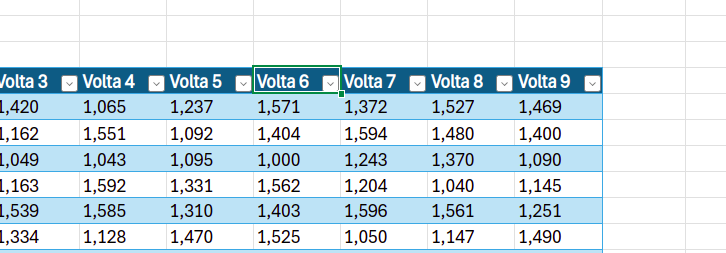 Volta 3 Volta 4 Volta 5 Volta 6 Volta 7 Volta 8 Volta 9
1,420 1,065 1,237 1,571 1,372 1,527 1,469
1,162 1,551 1,092 1,404 1,594 1,480 1,400
1,049 1,043 1,095 1,000 1,243 1,370 1,090
1,163 1,592 1,331 1,562 1,204 1,040 1,145
1,539 1,585 1,310 1,403 1,596 1,561 1,251
1,334 1,128 1,470 1,525 1,050 1,147 1,490